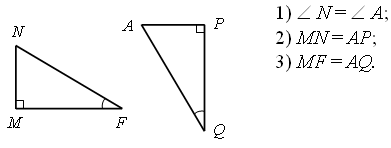 N
M
F
A
P
Q
1) ∠ N = ∠ A;
2) MN = AP;
3) MF = AQ.